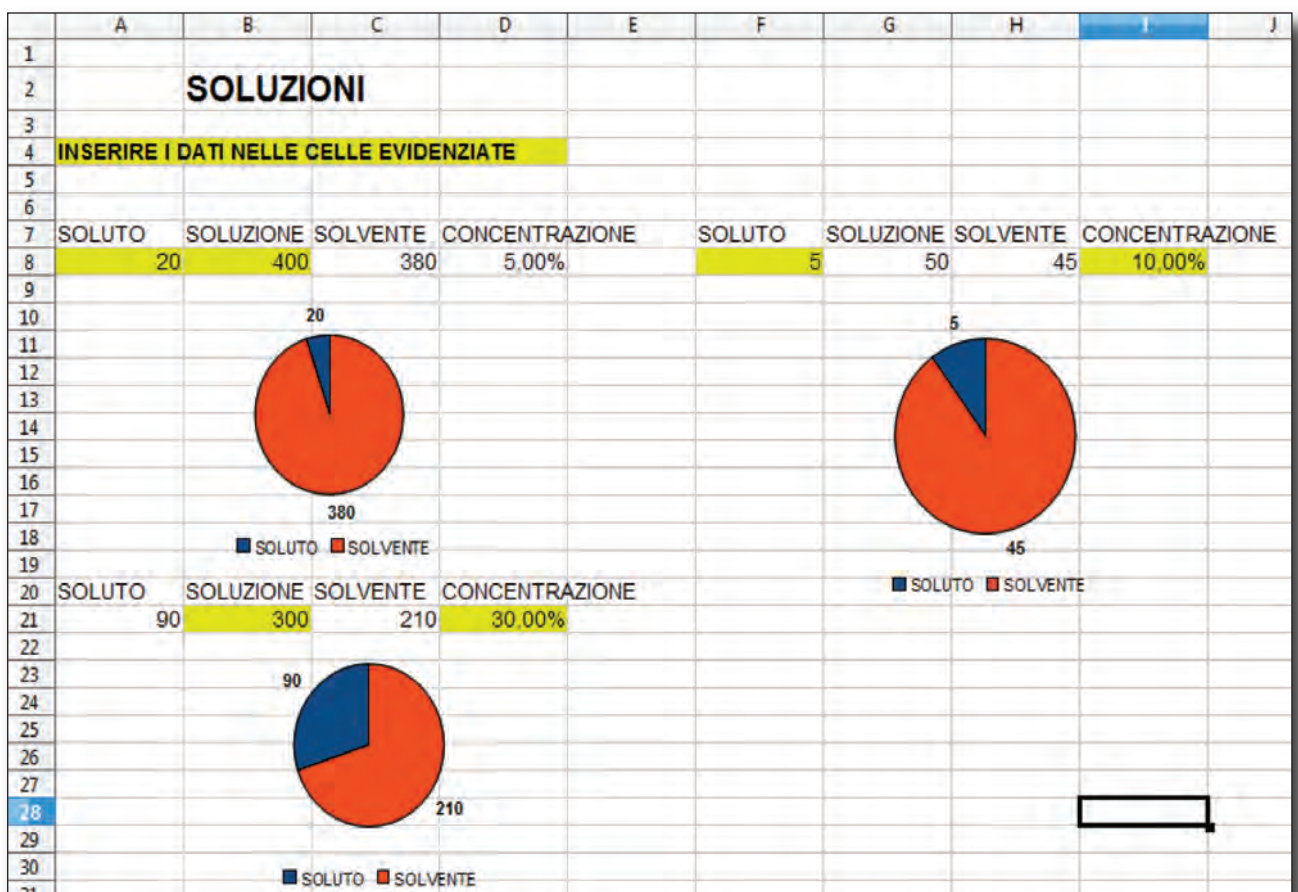 A B C D E F G H I J
1
2 SOLUZIONI
3
4 INSERIRE I DATI NELLE CELLE EVIDENZIATE
5
6
7 SOLUTO SOLUZIONE SOLVENTE CONCENTRAZIONE SOLUTO SOLUZIONE SOLVENTE CONCENTRAZIONE
8 20 400 380 5,00% 5 50 45 10,00%
9
10 20 5
11
12
13
14
15
16
17 380
18 SOLUTO SOLVENTE 45
19
20 SOLUTO SOLUZIONE SOLVENTE CONCENTRAZIONE SOLUTO SOLVENTE
21 90 300 210 30,00%
22
23 90
24
25
26
27
28 210
29
30 SOLUTO SOLVENTE